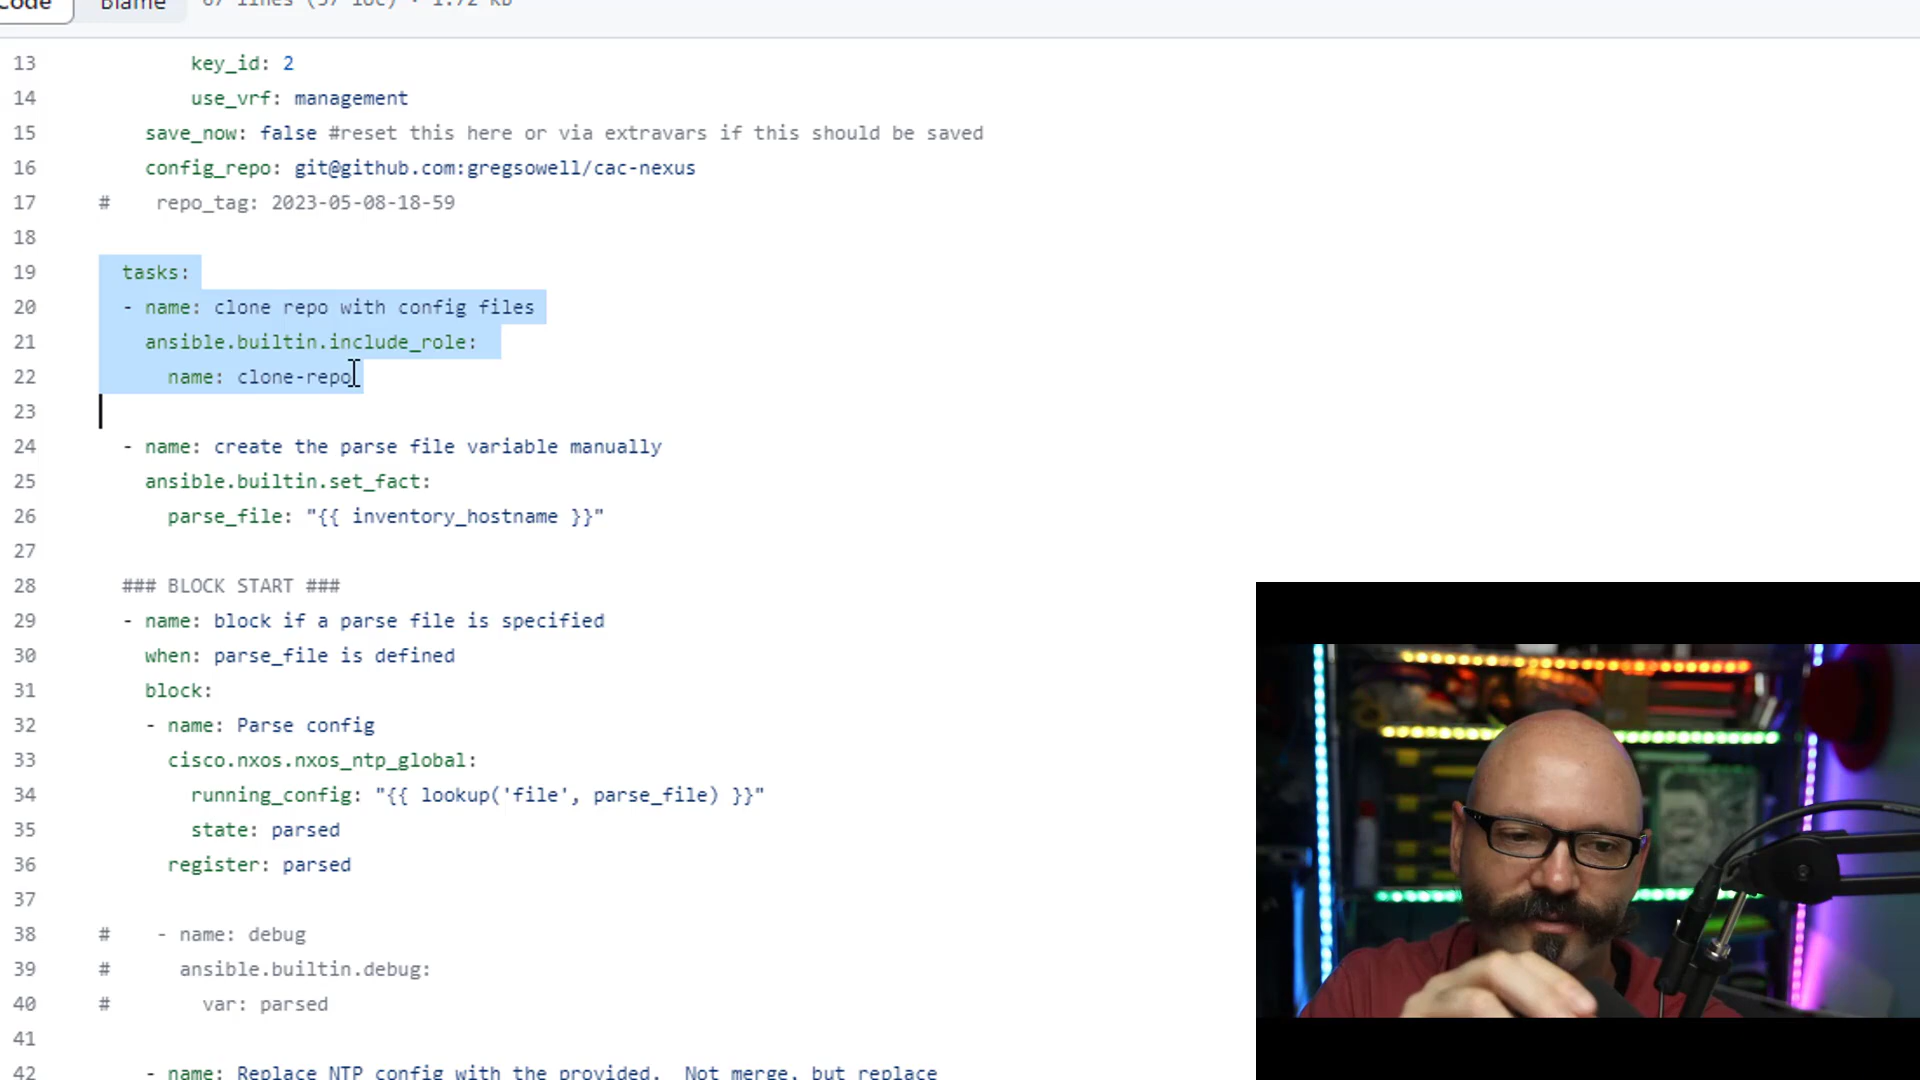 Code Blame 67 lines (57 loc) · 1.72 KB
13 key_id: 2
14 use_vrf: management
15 save_now: false #reset this here or via extravars if this should be saved
16 config_repo: git@github.com:gregsowell/cac-nexus
17 # repo_tag: 2023-05-08-18-59
18
19 tasks:
20 - name: clone repo with config files
21 ansible.builtin.include_role:
22 name: clone-repo
23
24 - name: create the parse file variable manually
25 ansible.builtin.set_fact:
26 parse_file: "{{ inventory_hostname }}"
27
28 ### BLOCK START ###
29 - name: block if a parse file is specified
30 when: parse_file is defined
31 block:
32 - name: Parse config
33 cisco.nxos.nxos_ntp_global:
34 running_config: "{{ lookup('file', parse_file) }}"
35 state: parsed
36 register: parsed
37
38 # - name: debug
39 # ansible.builtin.debug:
40 # var: parsed
41
42 - name: Replace NTP config with the provided. Not merge, but replace